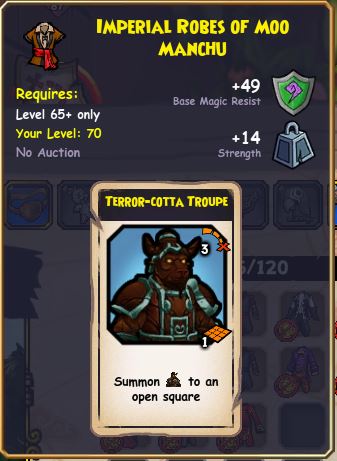 Imperial Robes of Moo
Manchu
Requires:
Level 65+ only
Your Level: 70
No Auction
+49
Base Magic Resist
+14
Strength
Terror-cotta Troupe
3
1
Summon to an
open square
/120